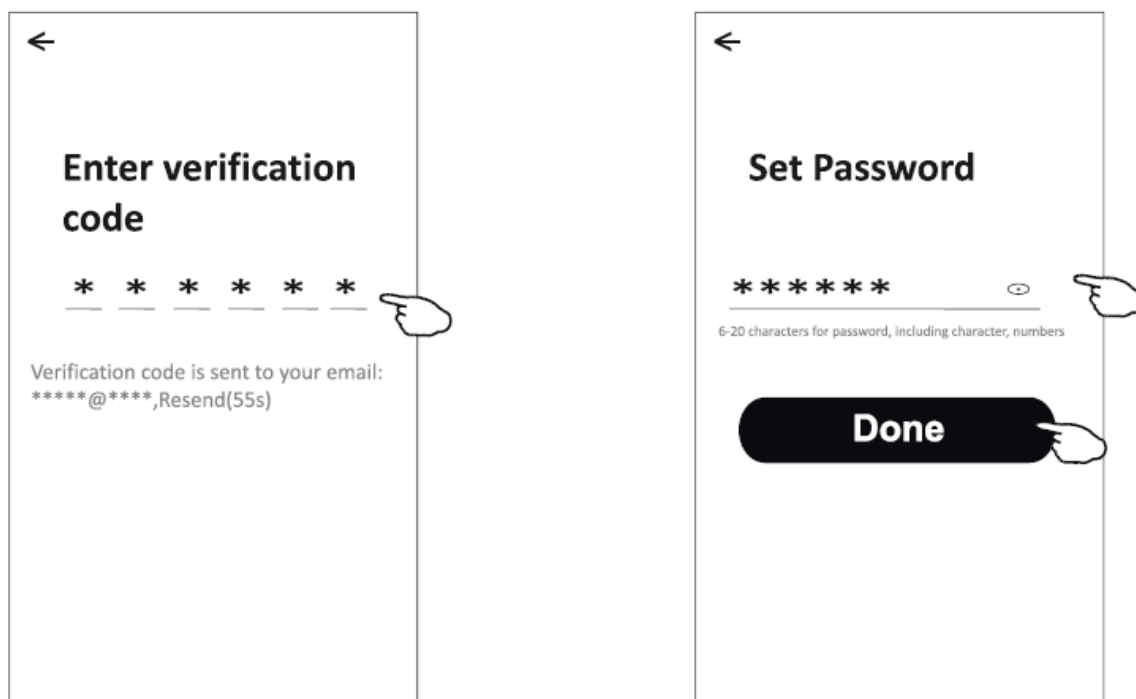 Enter verification
code
* * * * * *
Verification code is sent to your email:
*****@****,Resend(55s)
Set Password
******
6-20 characters for password, including character, numbers
Done